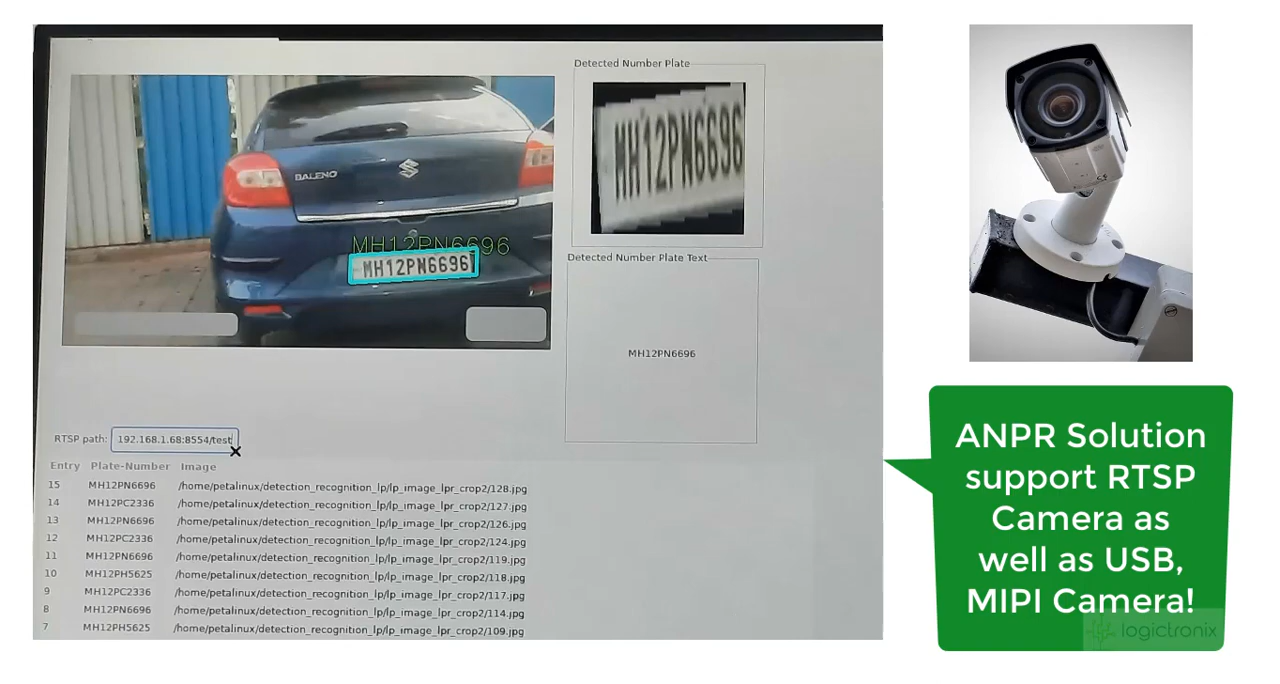 Detected Number Plate
MH12PN6696
BALENO
MH12PN6696
MH12PN6696
Detected Number Plate Text
MH12PN6696
RTSP path: 192.168.1.68:8554/test
Entry Plate-Number Image
15 MH12PN6696 /home/petalinux/detection_recognition_lp/lp_image_lpr_crop2/128.jpg
14 MH12PC2336 /home/petalinux/detection_recognition_lp/lp_image_lpr_crop2/127.jpg
13 MH12PN6696 /home/petalinux/detection_recognition_lp/lp_image_lpr_crop2/126.jpg
12 MH12PC2336 /home/petalinux/detection_recognition_lp/lp_image_lpr_crop2/124.jpg
11 MH12PN6696 /home/petalinux/detection_recognition_lp/lp_image_lpr_crop2/119.jpg
10 MH12PH5625 /home/petalinux/detection_recognition_lp/lp_image_lpr_crop2/118.jpg
9 MH12PC2336 /home/petalinux/detection_recognition_lp/lp_image_lpr_crop2/117.jpg
8 MH12PN6696 /home/petalinux/detection_recognition_lp/lp_image_lpr_crop2/114.jpg
7 MH12PH5625 /home/petalinux/detection_recognition_lp/lp_image_lpr_crop2/109.jpg
ANPR Solution
support RTSP
Camera as
well as USB,
MIPI Camera!
logictronix